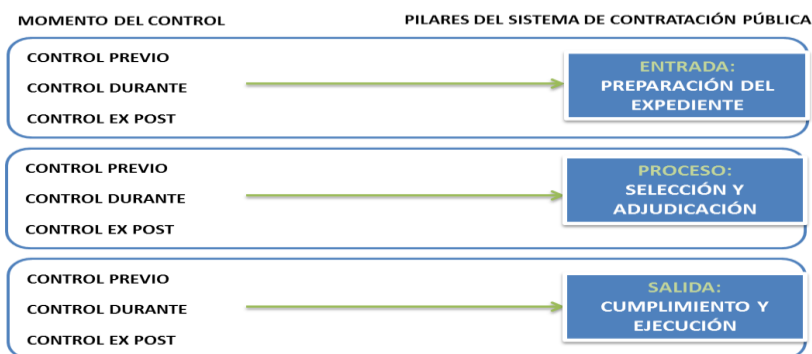 MOMENTO DEL CONTROL
PILARES DEL SISTEMA DE CONTRATACIÓN PÚBLICA
CONTROL PREVIO
CONTROL DURANTE
CONTROL EX POST
ENTRADA:
PREPARACIÓN DEL
EXPEDIENTE
CONTROL PREVIO
CONTROL DURANTE
CONTROL EX POST
PROCESO:
SELECCIÓN Y
ADJUDICACIÓN
CONTROL PREVIO
CONTROL DURANTE
CONTROL EX POST
SALIDA:
CUMPLIMIENTO Y
EJECUCIÓN